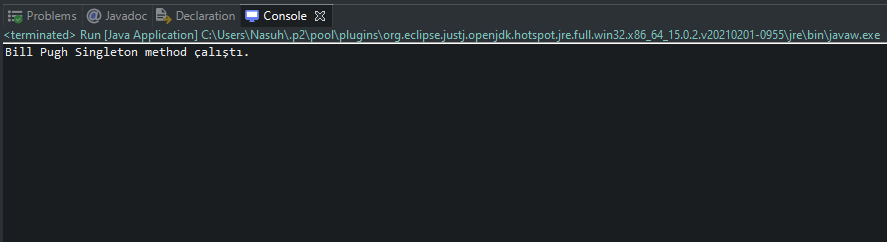 Problems @ Javadoc Declaration Console
<terminated> Run [Java Application] C:\Users\Nasuh\.p2\pool\plugins\org.eclipse.justj.openjdk.hotspot.jre.full.win32.x86_64_15.0.2.v20210201-0955\jre\bin\javaw.exe
Bill Pugh Singleton method çalıştı.